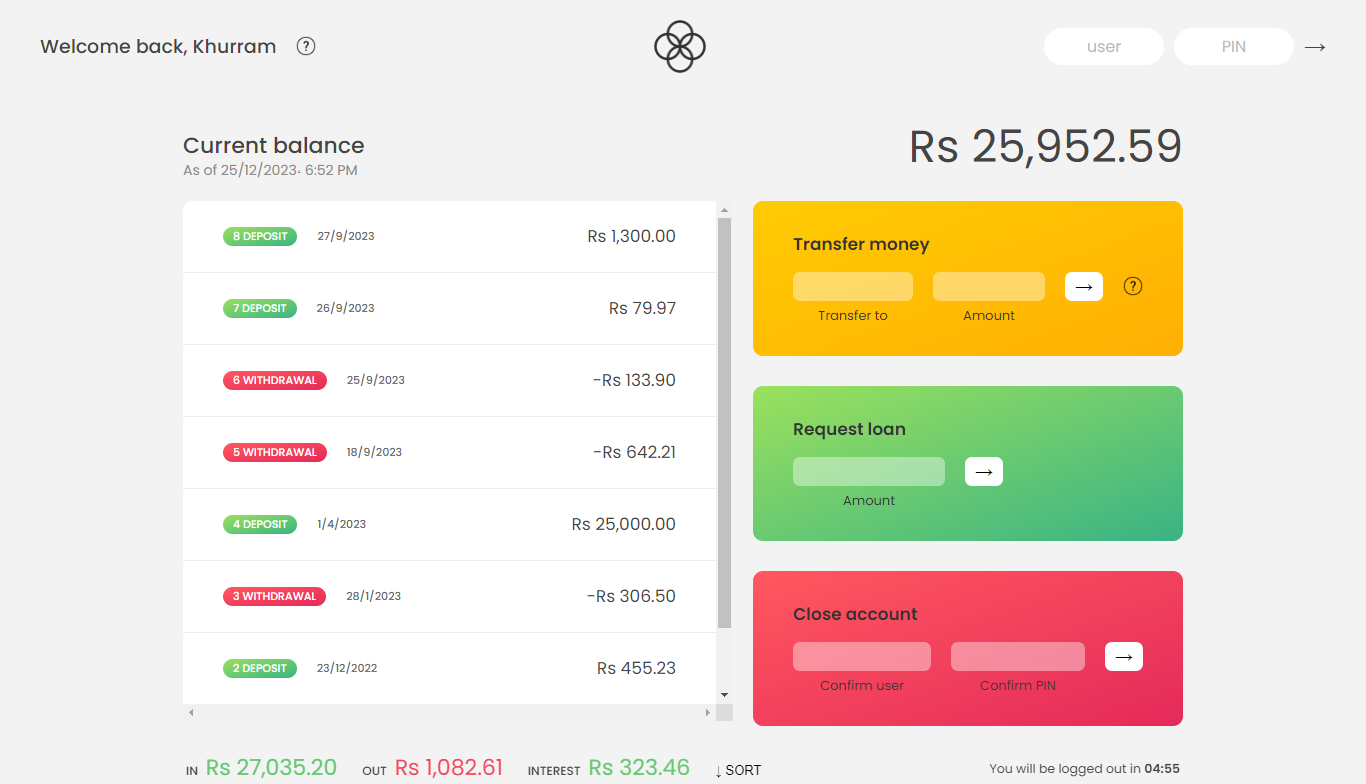 Welcome back, Khurram ?
user PIN →
Current balance
As of 25/12/2023، 6:52 PM
Rs 25,952.59
8 DEPOSIT 27/9/2023 Rs 1,300.00
7 DEPOSIT 26/9/2023 Rs 79.97
6 WITHDRAWAL 25/9/2023 -Rs 133.90
5 WITHDRAWAL 18/9/2023 -Rs 642.21
4 DEPOSIT 1/4/2023 Rs 25,000.00
3 WITHDRAWAL 28/1/2023 -Rs 306.50
2 DEPOSIT 23/12/2022 Rs 455.23
Transfer money
→ ?
Transfer to Amount
Request loan
→
Amount
Close account
→
Confirm user Confirm PIN
IN Rs 27,035.20 OUT Rs 1,082.61 INTEREST Rs 323.46 ↓ SORT
You will be logged out in 04:55